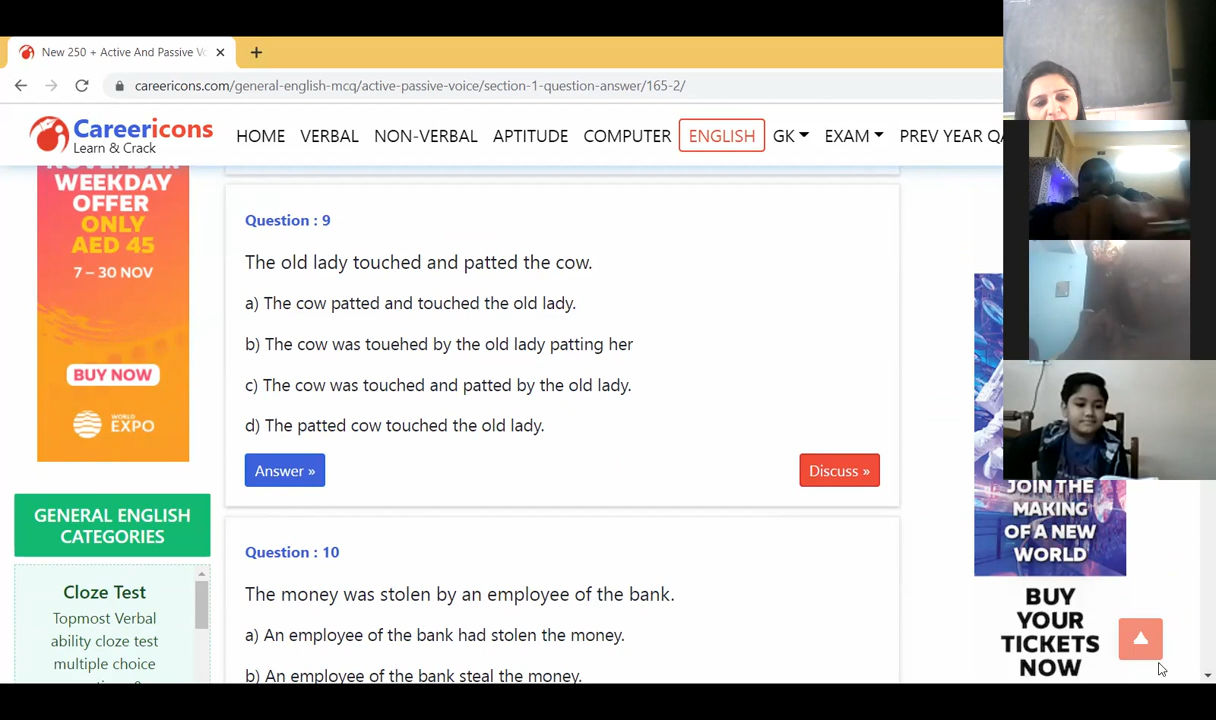 New 250 + Active And Passive Vo
careericons.com/general-english-mcq/active-passive-voice/section-1-question-answer/165-2/
Careericons
Learn & Crack
HOME VERBAL NON-VERBAL APTITUDE COMPUTER ENGLISH GK EXAM PREV YEAR QA
WEEKDAY
OFFER
ONLY
AED 45
7 – 30 NOV
BUY NOW
WORLD
EXPO
GENERAL ENGLISH
CATEGORIES
Cloze Test
Topmost Verbal
ability cloze test
multiple choice
Question : 9
The old lady touched and patted the cow.
a) The cow patted and touched the old lady.
b) The cow was touehed by the old lady patting her
c) The cow was touched and patted by the old lady.
d) The patted cow touched the old lady.
Answer »
Discuss »
Question : 10
The money was stolen by an employee of the bank.
a) An employee of the bank had stolen the money.
b) An employee of the bank steal the money.
JOIN THE
MAKING
OF A NEW
WORLD
BUY
YOUR
TICKETS
NOW